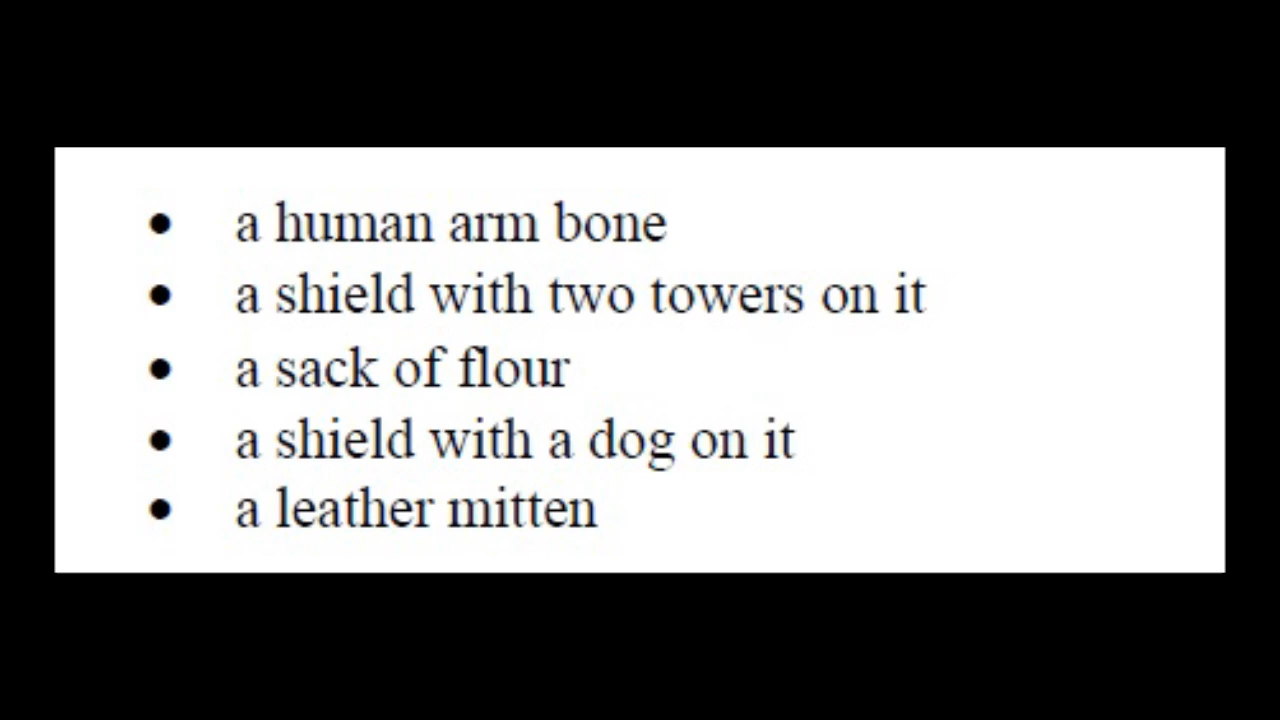 • a human arm bone
• a shield with two towers on it
• a sack of flour
• a shield with a dog on it
• a leather mitten